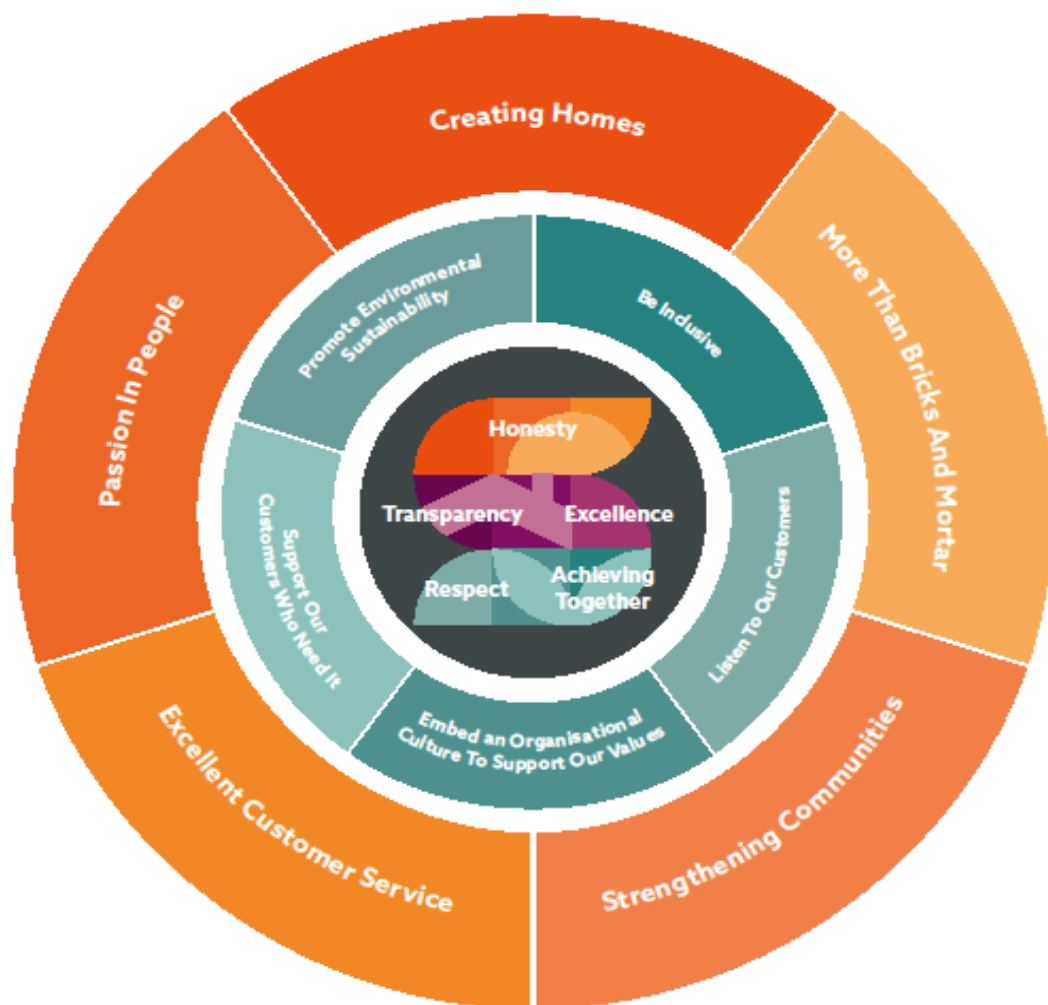 Creating Homes
More Than Bricks And Mortar
Strengthening Communities
Excellent Customer Service
Passion In People
Promote Environmental
Sustainability
Be Inclusive
Listen To Our Customers
Embed an Organisational
Culture To Support Our Values
Support Our
Customers Who Need It
Honesty
Transparency
Excellence
Respect
Achieving
Together